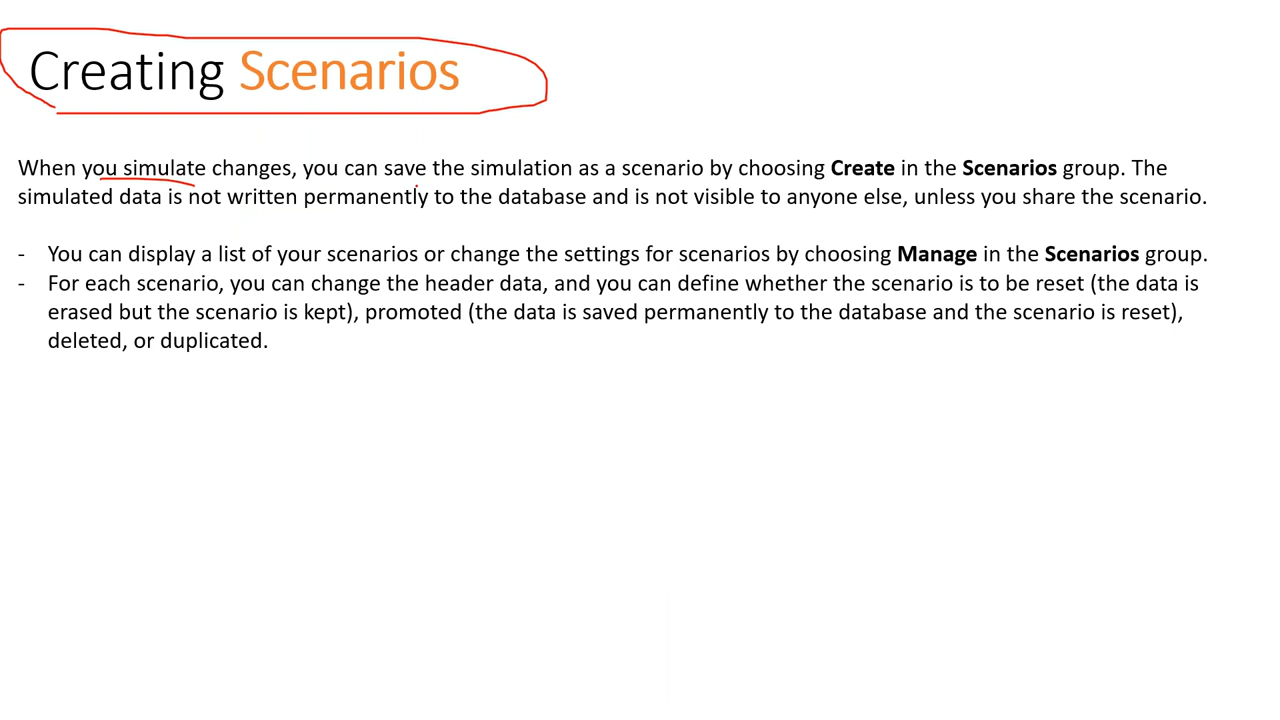 Creating Scenarios
When you simulate changes, you can save the simulation as a scenario by choosing Create in the Scenarios group. The
simulated data is not written permanently to the database and is not visible to anyone else, unless you share the scenario.
- You can display a list of your scenarios or change the settings for scenarios by choosing Manage in the Scenarios group.
- For each scenario, you can change the header data, and you can define whether the scenario is to be reset (the data is
erased but the scenario is kept), promoted (the data is saved permanently to the database and the scenario is reset),
deleted, or duplicated.